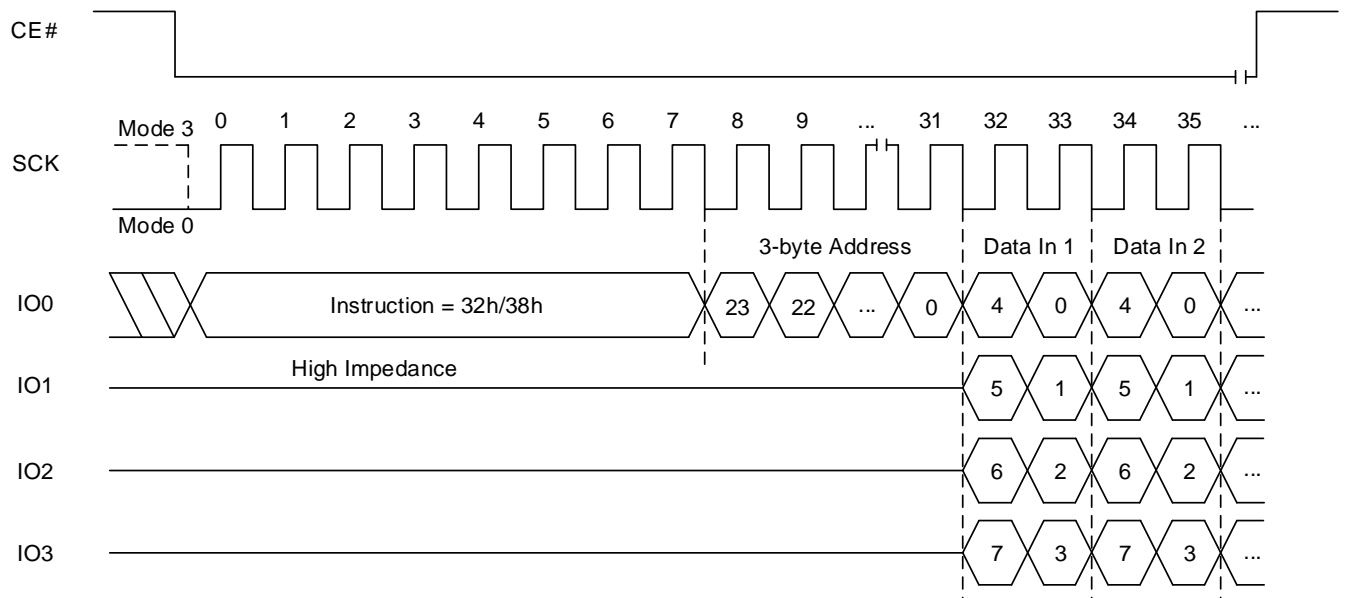 CE#
Mode 3 0 1 2 3 4 5 6 7 8 9 ... 31 32 33 34 35 ...
SCK
Mode 0
3-byte Address Data In 1 Data In 2
IO0 Instruction = 32h/38h 23 22 ... 0 4 0 4 0 ...
High Impedance
IO1 5 1 5 1 ...
IO2 6 2 6 2 ...
IO3 7 3 7 3 ...